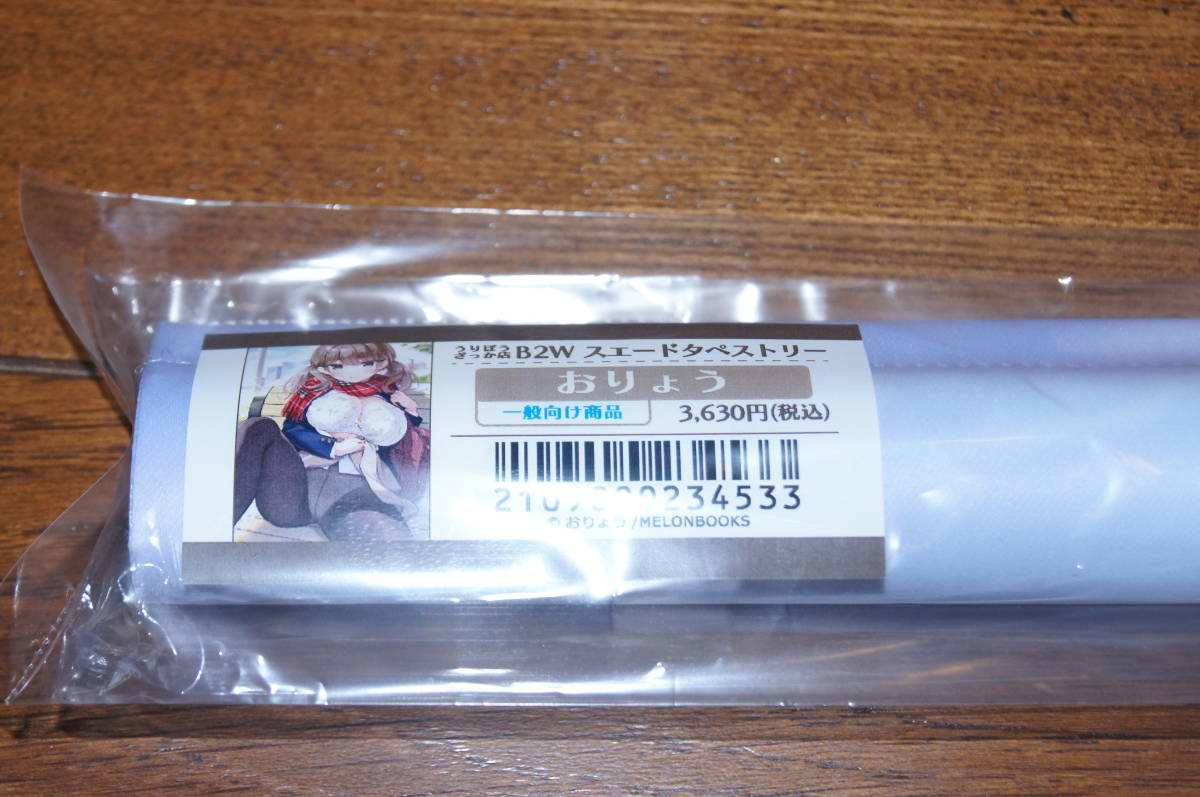 うりぼう
ざっか店 B2W スエードタペストリー
おりょう
一般向け商品
3,630円(税込)
© おりょう/MELONBOOKS